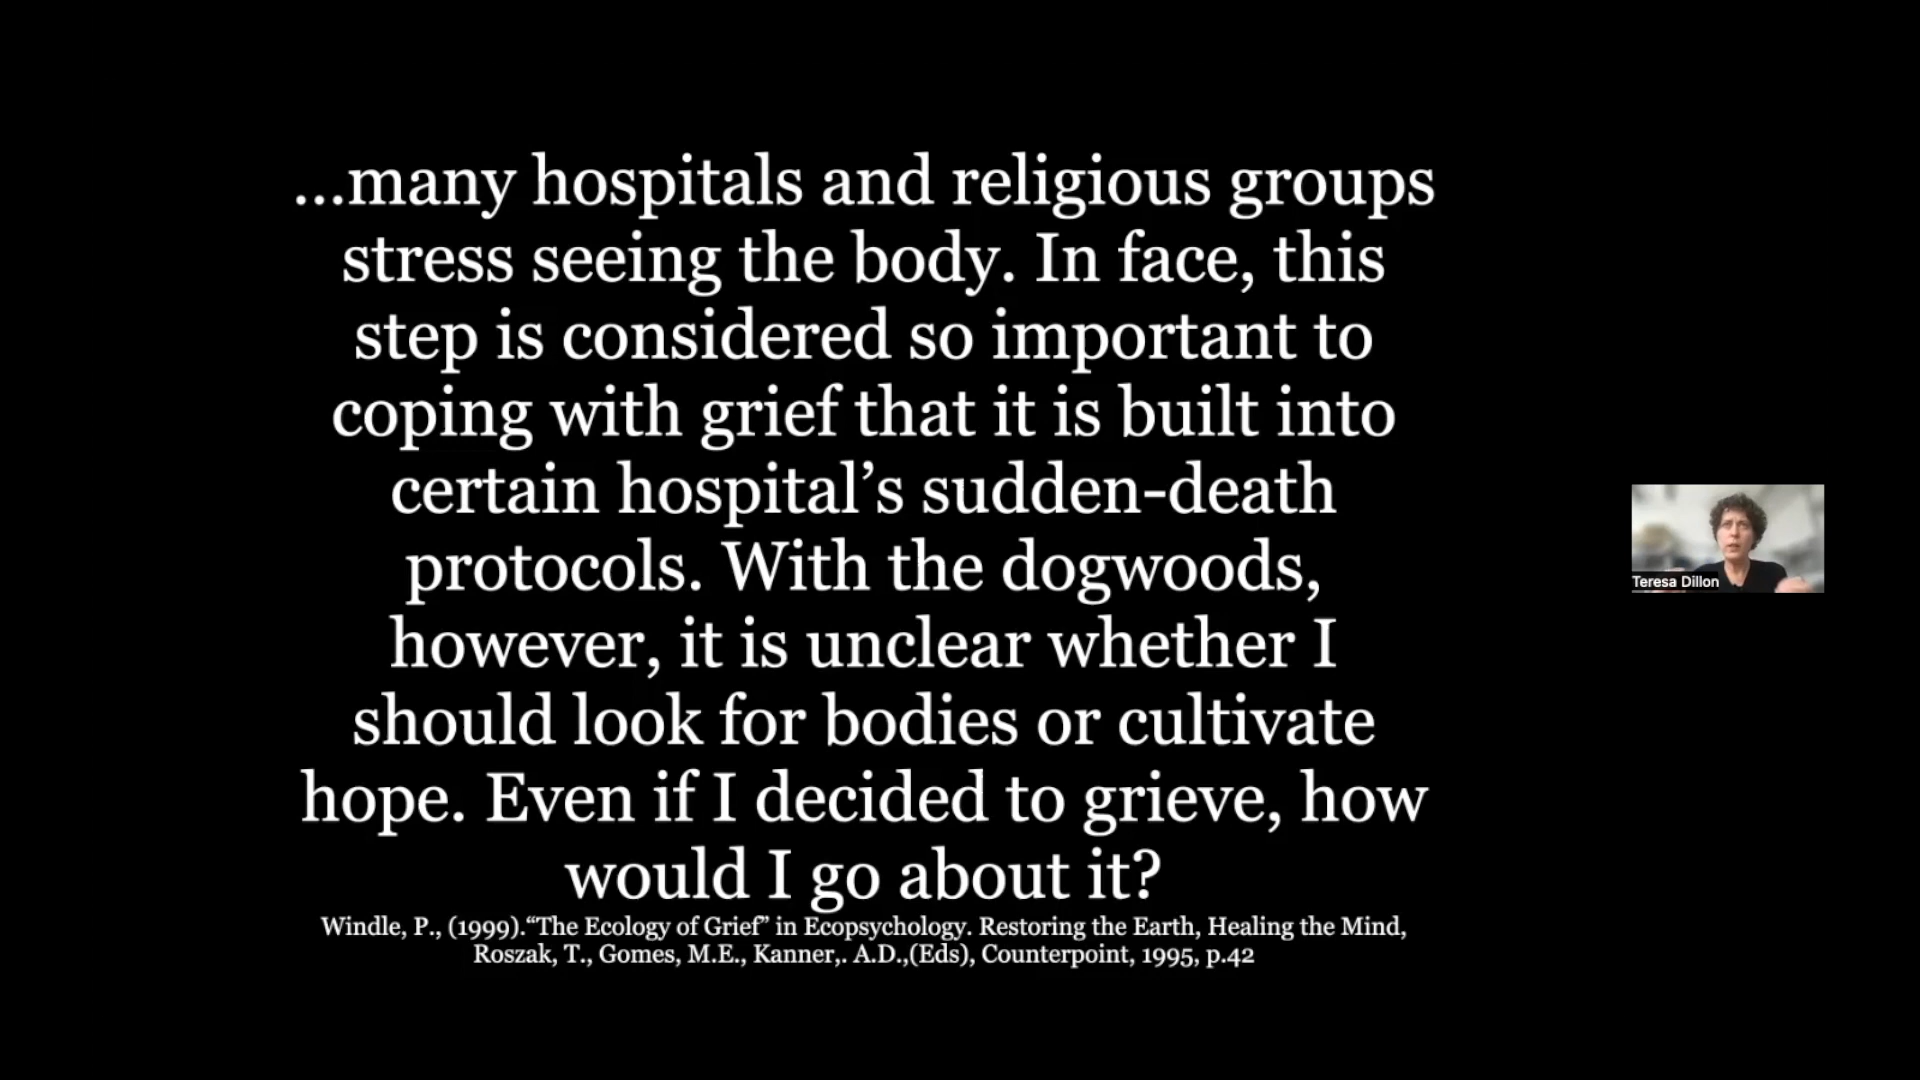 ...many hospitals and religious groups
stress seeing the body. In face, this
step is considered so important to
coping with grief that it is built into
certain hospital’s sudden-death
protocols. With the dogwoods,
however, it is unclear whether I
should look for bodies or cultivate
hope. Even if I decided to grieve, how
would I go about it?
Windle, P., (1999).“The Ecology of Grief” in Ecopsychology. Restoring the Earth, Healing the Mind,
Roszak, T., Gomes, M.E., Kanner,. A.D.,(Eds), Counterpoint, 1995, p.42
Teresa Dillon